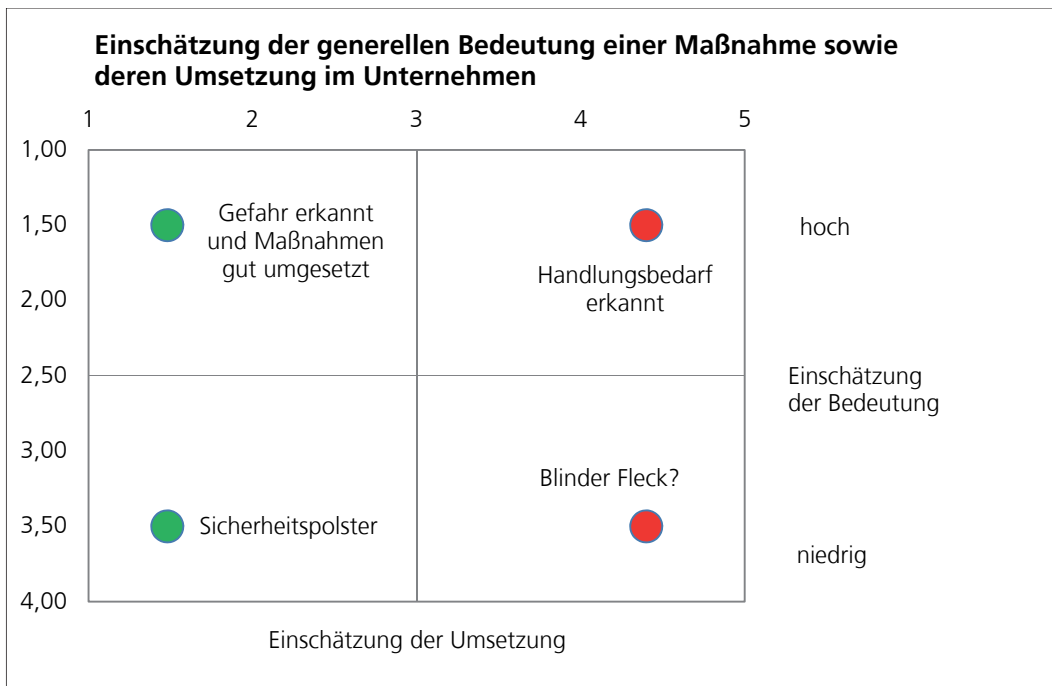 Einschätzung der generellen Bedeutung einer Maßnahme sowie
deren Umsetzung im Unternehmen
1 2 3 4 5
1,00
1,50
Gefahr erkannt
und Maßnahmen
gut umgesetzt
hoch
Handlungsbedarf
erkannt
2,00
2,50
Einschätzung
der Bedeutung
3,00
Blinder Fleck?
3,50
Sicherheitspolster
niedrig
4,00
Einschätzung der Umsetzung